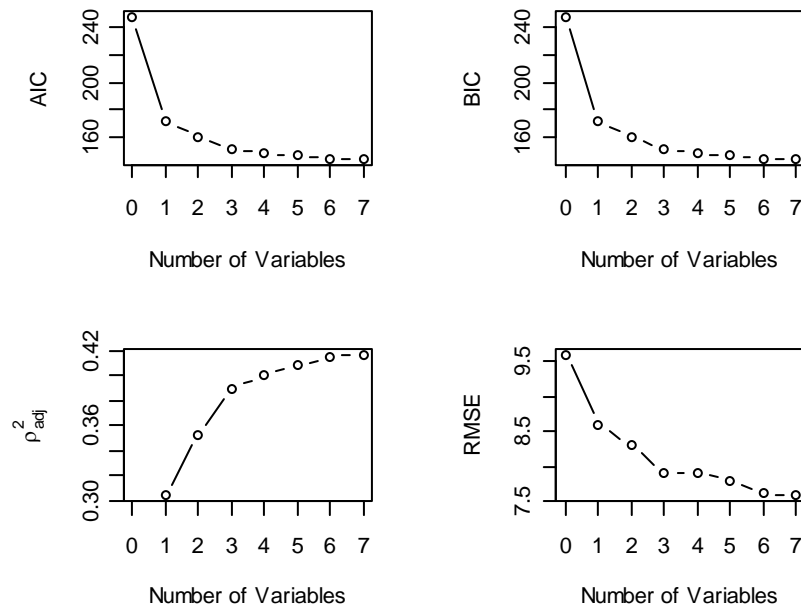 AIC
240
200
160
0 1 2 3 4 5 6 7
Number of Variables
BIC
240
200
160
0 1 2 3 4 5 6 7
Number of Variables
ρ²adj
0.42
0.36
0.30
0 1 2 3 4 5 6 7
Number of Variables
RMSE
9.5
8.5
7.5
0 1 2 3 4 5 6 7
Number of Variables